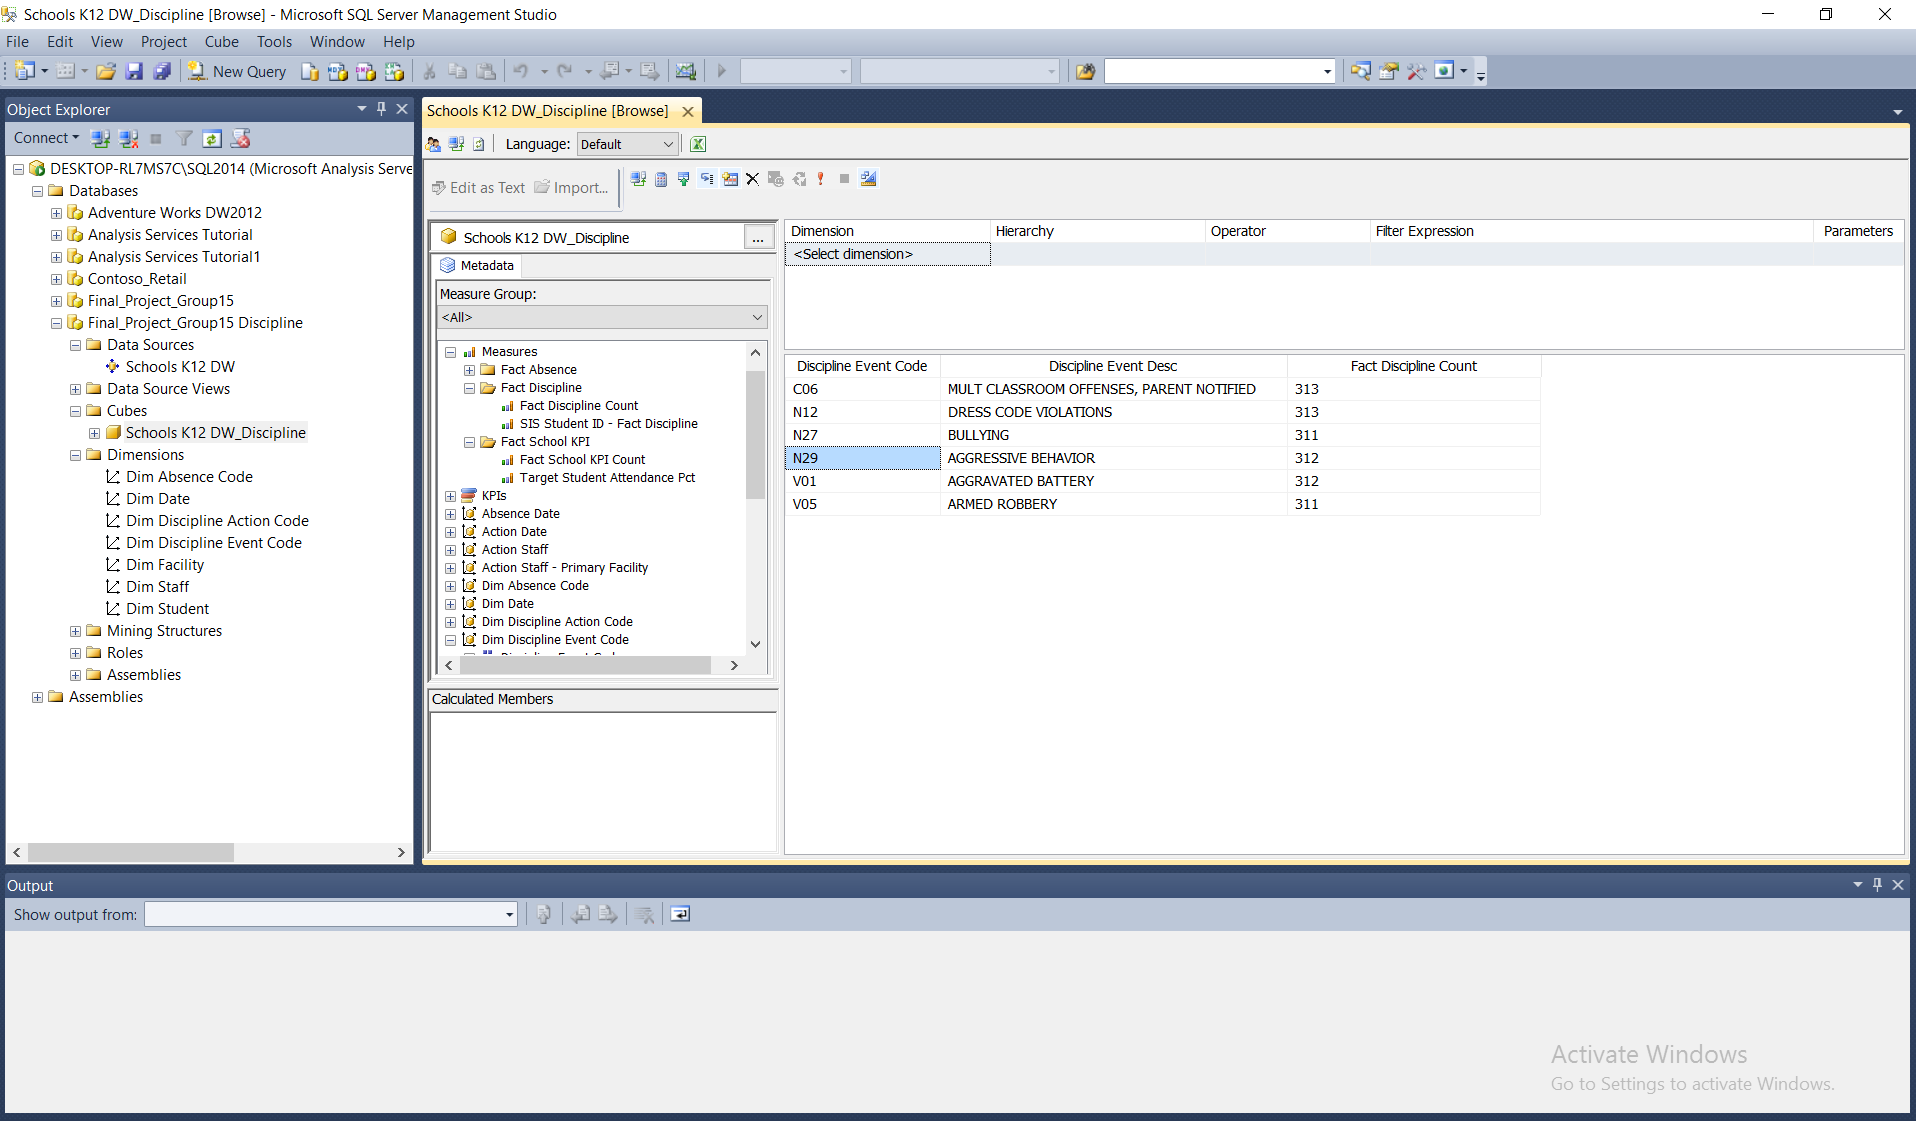 Schools K12 DW_Discipline [Browse] - Microsoft SQL Server Management Studio
File Edit View Project Cube Tools Window Help
New Query
Object Explorer
Connect
DESKTOP-RL7MS7C\SQL2014 (Microsoft Analysis Serve
Databases
Adventure Works DW2012
Analysis Services Tutorial
Analysis Services Tutorial1
Contoso_Retail
Final_Project_Group15
Final_Project_Group15 Discipline
Data Sources
Schools K12 DW
Data Source Views
Cubes
Schools K12 DW_Discipline
Dimensions
Dim Absence Code
Dim Date
Dim Discipline Action Code
Dim Discipline Event Code
Dim Facility
Dim Staff
Dim Student
Mining Structures
Roles
Assemblies
Assemblies
Schools K12 DW_Discipline [Browse]
Language: Default
Edit as Text Import...
Schools K12 DW_Discipline ...
Metadata
Measure Group:
<All>
Measures
Fact Absence
Fact Discipline
Fact Discipline Count
SIS Student ID - Fact Discipline
Fact School KPI
Fact School KPI Count
Target Student Attendance Pct
KPIs
Absence Date
Action Date
Action Staff
Action Staff - Primary Facility
Dim Absence Code
Dim Date
Dim Discipline Action Code
Dim Discipline Event Code
Calculated Members
Dimension Hierarchy Operator Filter Expression Parameters
<Select dimension>
Discipline Event Code Discipline Event Desc Fact Discipline Count
C06 MULT CLASSROOM OFFENSES, PARENT NOTIFIED 313
N12 DRESS CODE VIOLATIONS 313
N27 BULLYING 311
N29 AGGRESSIVE BEHAVIOR 312
V01 AGGRAVATED BATTERY 312
V05 ARMED ROBBERY 311
Output
Show output from:
Activate Windows
Go to Settings to activate Windows.